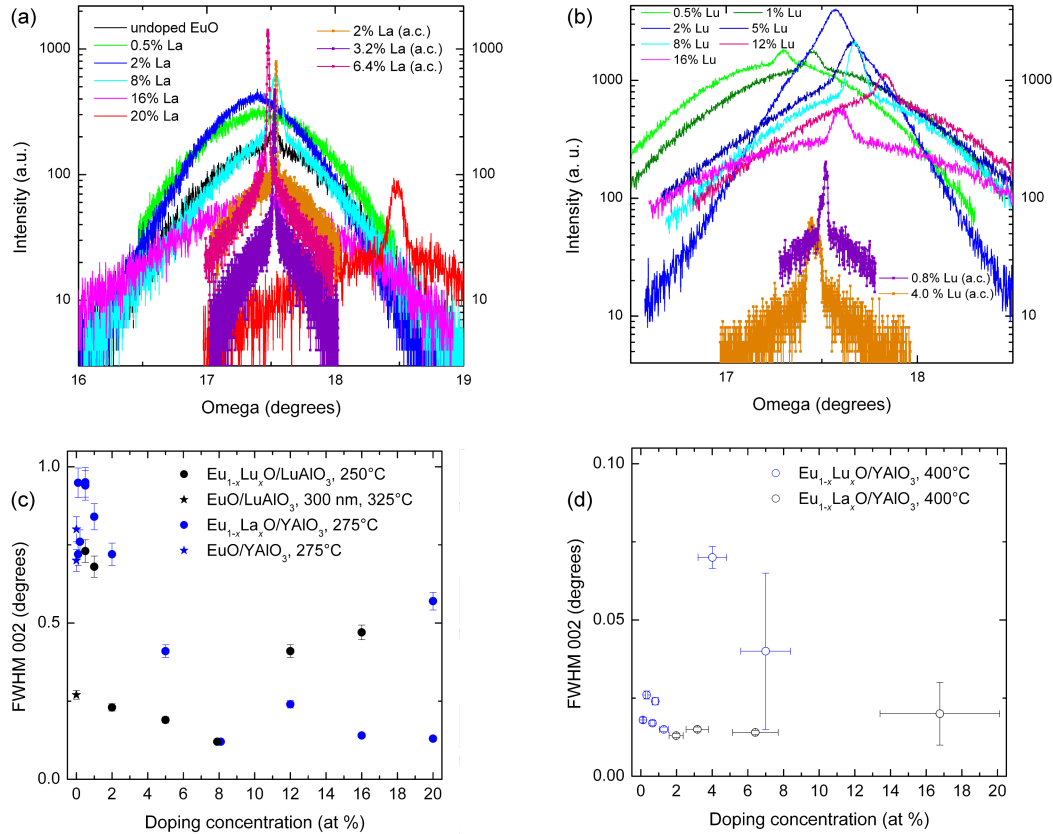 (a)
undoped EuO
0.5% La
2% La
8% La
16% La
20% La
2% La (a.c.)
3.2% La (a.c.)
6.4% La (a.c.)
1000
100
10
1000
100
10
Intensity (a.u.)
16 17 18 19
Omega (degrees)
(b)
0.5% Lu
2% Lu
8% Lu
16% Lu
1% Lu
5% Lu
12% Lu
0.8% Lu (a.c.)
4.0 % Lu (a.c.)
1000
100
10
1000
100
10
Intensity (a. u.)
17 18
Omega (degrees)
(c)
Eu1-xLuxO/LuAlO3, 250°C
EuO/LuAlO3, 300 nm, 325°C
Eu1-xLaxO/YAlO3, 275°C
EuO/YAlO3, 275°C
1.0
0.5
0.00
FWHM 002 (degrees)
0 2 4 6 8 10 12 14 16 18 20
Doping concentration (at %)
(d)
Eu1-xLuxO/YAlO3, 400°C
Eu1-xLaxO/YAlO3, 400°C
0.10
0.05
0.00
FWHM 002 (degrees)
0 2 4 6 8 10 12 14 16 18 20
Doping concentration (at %)